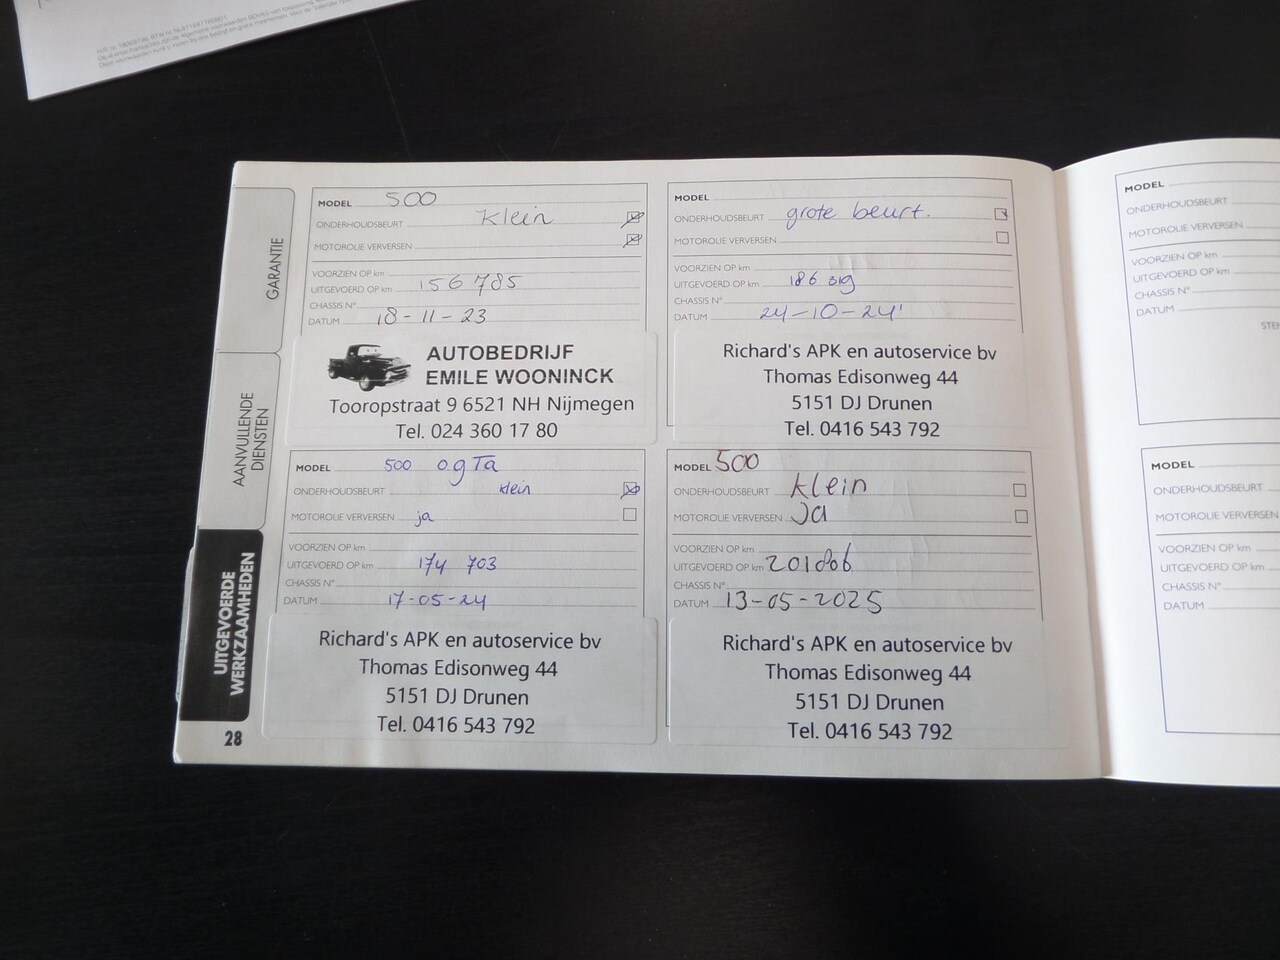 GARANTIE
AANVULLENDE
DIENSTEN
UITGEVOERDE
WERKZAAMHEDEN
28
MODEL 500
ONDERHOUDSBEURT Klein
MOTOROLIE VERVERSEN
VOORZIEN OP km
UITGEVOERD OP km 156 785
CHASSIS N°
DATUM 18-11-23
AUTOBEDRIJF
EMILE WOONINCK
Tooropstraat 9 6521 NH Nijmegen
Tel. 024 360 17 80
MODEL 500 ogTa
ONDERHOUDSBEURT klein
MOTOROLIE VERVERSEN ja
VOORZIEN OP km
UITGEVOERD OP km 174 703
CHASSIS N°
DATUM 17-05-24
Richard's APK en autoservice bv
Thomas Edisonweg 44
5151 DJ Drunen
Tel. 0416 543 792
MODEL
ONDERHOUDSBEURT grote beurt.
MOTOROLIE VERVERSEN
VOORZIEN OP km
UITGEVOERD OP km 186
CHASSIS N°
DATUM 24-10-24'
Richard's APK en autoservice bv
Thomas Edisonweg 44
5151 DJ Drunen
Tel. 0416 543 792
MODEL 500
ONDERHOUDSBEURT klein
MOTOROLIE VERVERSEN Ja
VOORZIEN OP km
UITGEVOERD OP km 201806
CHASSIS N°
DATUM 13-05-2025
Richard's APK en autoservice bv
Thomas Edisonweg 44
5151 DJ Drunen
Tel. 0416 543 792
MODEL
ONDERHOUDSBEURT
MOTOROLIE VERVERSEN
VOORZIEN OP km
UITGEVOERD OP km
CHASSIS N°
DATUM
MODEL
ONDERHOUDSBEURT
MOTOROLIE VERVERSEN
VOORZIEN OP km
UITGEVOERD OP km
CHASSIS N°
DATUM